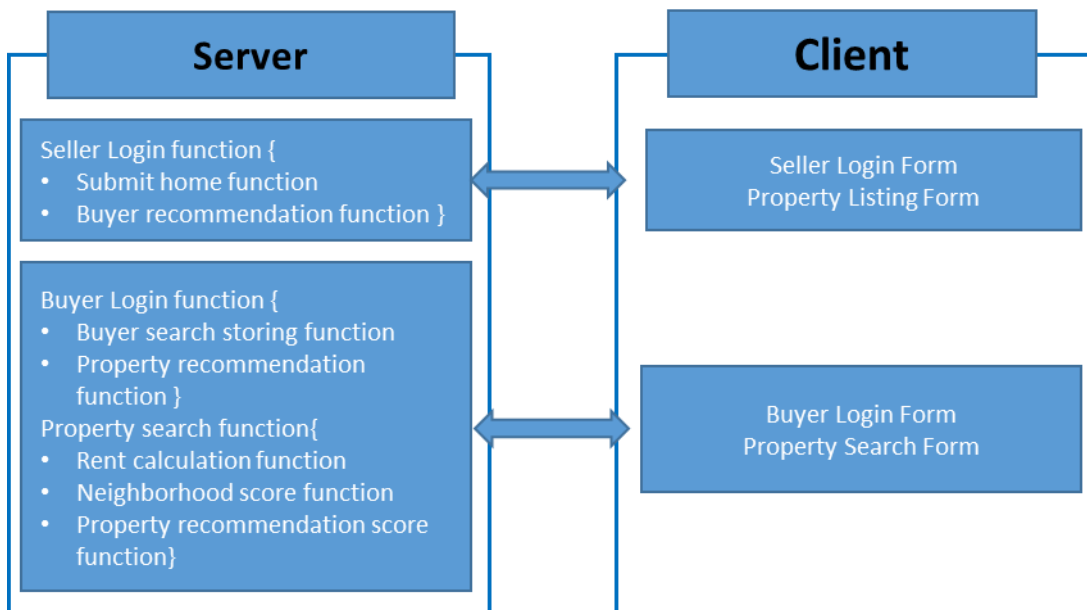 Server
Seller Login function {
• Submit home function
• Buyer recommendation function }
Buyer Login function {
• Buyer search storing function
• Property recommendation
function }
Property search function{
• Rent calculation function
• Neighborhood score function
• Property recommendation score
function}
Client
Seller Login Form
Property Listing Form
Buyer Login Form
Property Search Form